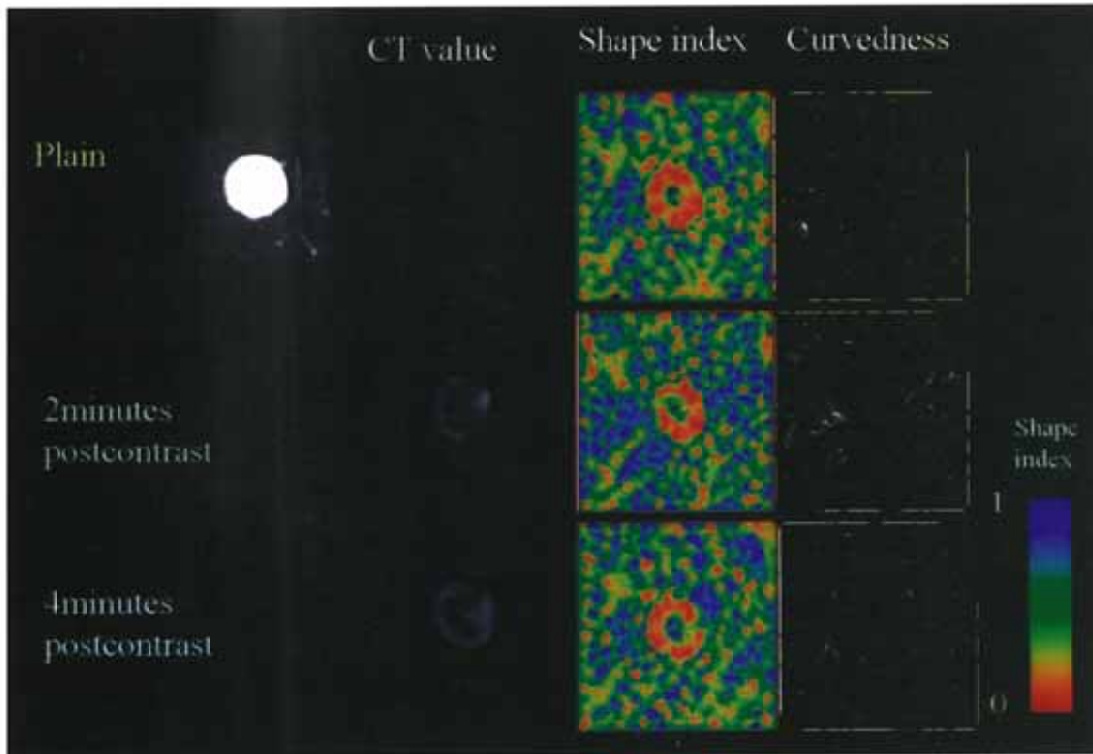 CT value
Shape index
Curvedness
Plain
2minutes
postcontrast
4minutes
postcontrast
Shape
index
1
0